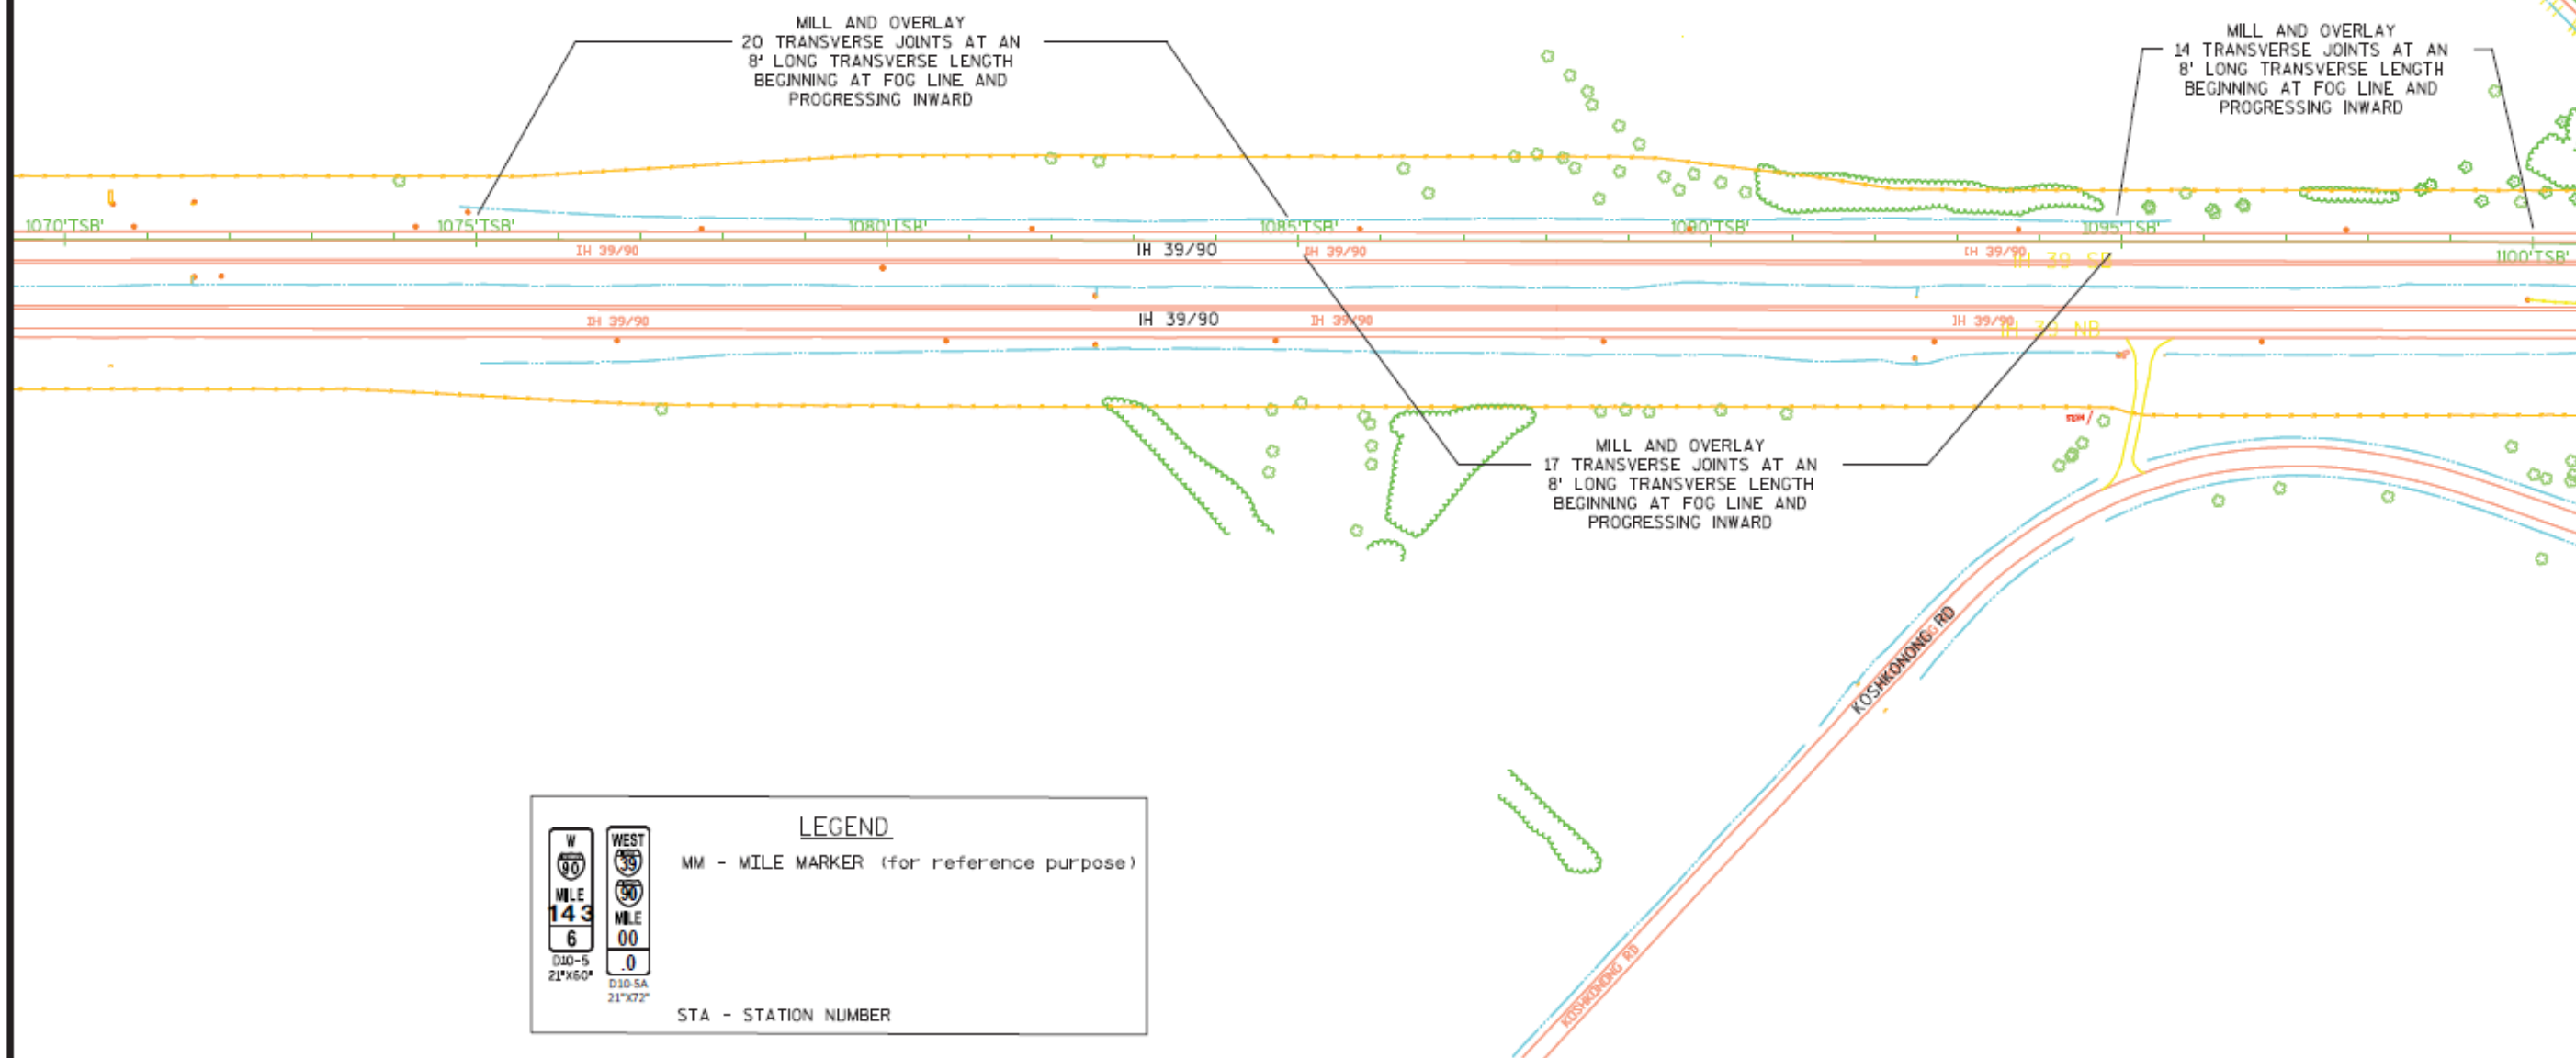 MILL AND OVERLAY
20 TRANSVERSE JOINTS AT AN
8' LONG TRANSVERSE LENGTH
BEGINNING AT FOG LINE AND
PROGRESSING INWARD
MILL AND OVERLAY
14 TRANSVERSE JOINTS AT AN
8' LONG TRANSVERSE LENGTH
BEGINNING AT FOG LINE AND
PROGRESSING INWARD
1070'TSB'
1075'TSB'
1080'TSB'
1085'TSB'
1090'TSB'
1095'TSB'
1100'TSB'
IH 39/90
IH 39/90
IH 39/90
IH 39/90
IH 39 SB
IH 39/90
IH 39/90
IH 39/90
IH 39/90
IH 39 NB
MILL AND OVERLAY
17 TRANSVERSE JOINTS AT AN
8' LONG TRANSVERSE LENGTH
BEGINNING AT FOG LINE AND
PROGRESSING INWARD
KOSHKONONG RD
KOSHKONONG RD
LEGEND
W
90
MILE
143
6
D10-5
21"X60"
WEST
39
90
MILE
00
.0
D10-5A
21"X72"
MM - MILE MARKER (for reference purpose)
STA - STATION NUMBER